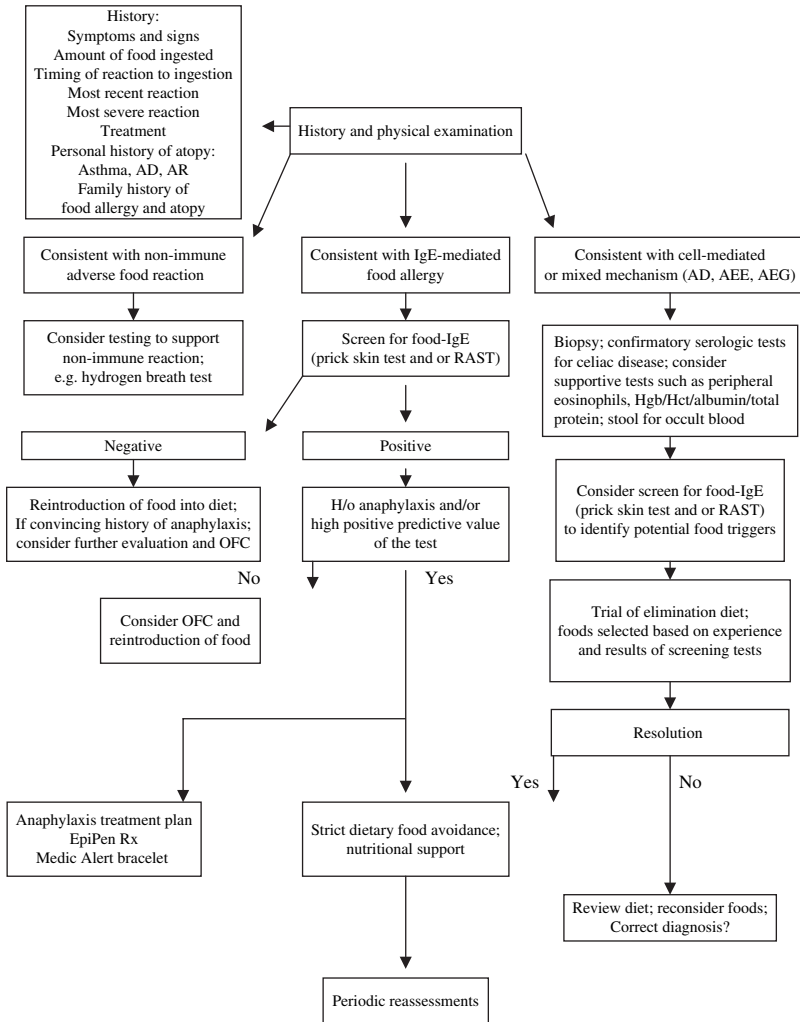 History:
Symptoms and signs
Amount of food ingested
Timing of reaction to ingestion
Most recent reaction
Most severe reaction
Treatment
Personal history of atopy:
Asthma, AD, AR
Family history of
food allergy and atopy
History and physical examination
Consistent with non-immune
adverse food reaction
Consistent with IgE-mediated
food allergy
Consistent with cell-mediated
or mixed mechanism (AD, AEE, AEG)
Consider testing to support
non-immune reaction;
e.g. hydrogen breath test
Screen for food-IgE
(prick skin test and or RAST)
Biopsy; confirmatory serologic tests
for celiac disease; consider
supportive tests such as peripheral
eosinophils, Hgb/Hct/albumin/total
protein; stool for occult blood
Negative
Positive
Reintroduction of food into diet;
If convincing history of anaphylaxis;
consider further evaluation and OFC
H/o anaphylaxis and/or
high positive predictive value
of the test
Consider screen for food-IgE
(prick skin test and or RAST)
to identify potential food triggers
No
Yes
Consider OFC and
reintroduction of food
Trial of elimination diet;
foods selected based on experience
and results of screening tests
Resolution
Yes
No
Anaphylaxis treatment plan
EpiPen Rx
Medic Alert bracelet
Strict dietary food avoidance;
nutritional support
Review diet; reconsider foods;
Correct diagnosis?
Periodic reassessments